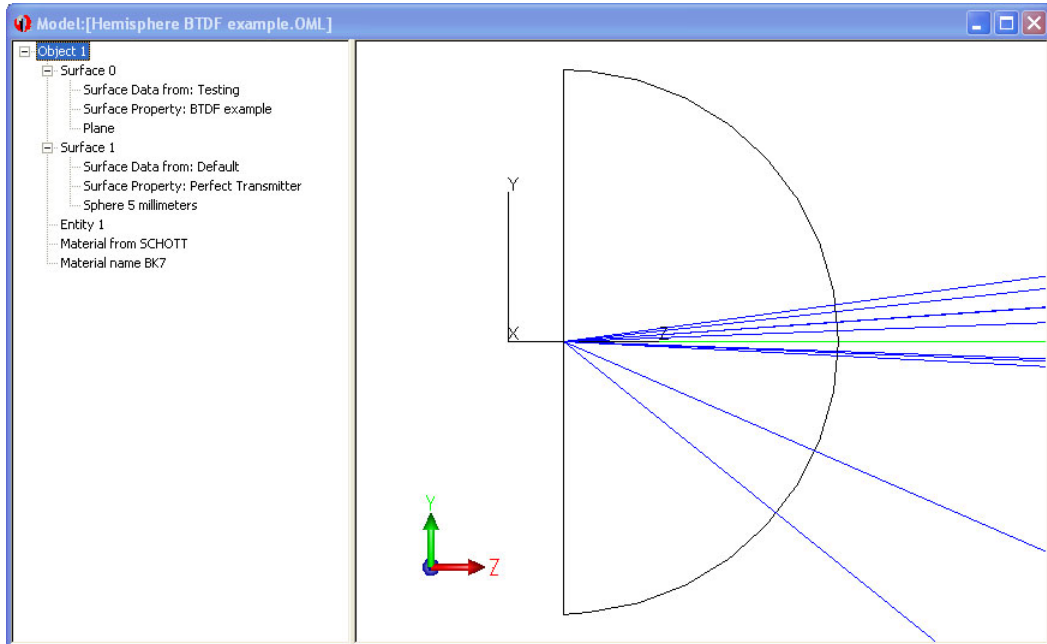 Model:[Hemisphere BTDF example.OML]
Object 1
Surface 0
Surface Data from: Testing
Surface Property: BTDF example
Plane
Surface 1
Surface Data from: Default
Surface Property: Perfect Transmitter
Sphere 5 millimeters
Entity 1
Material from SCHOTT
Material name BK7
Y
X
Z
Y
Z